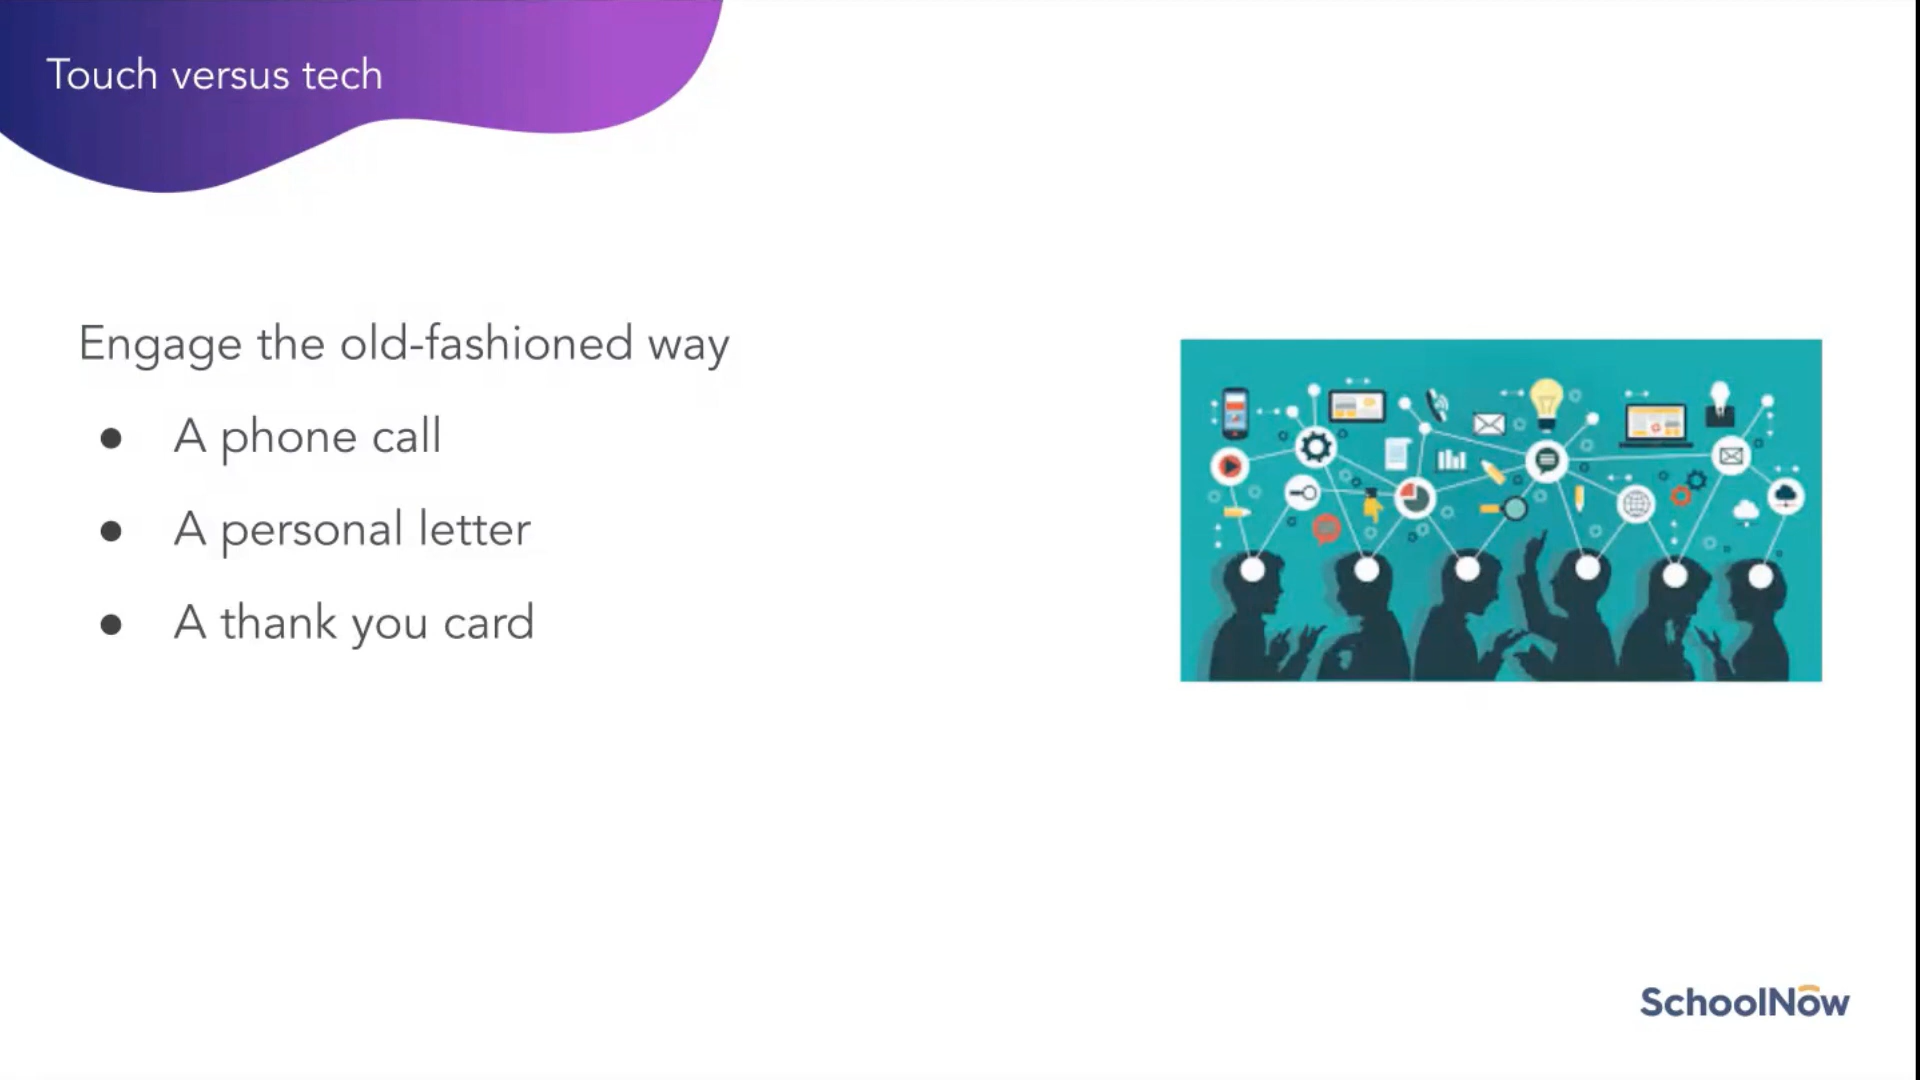 Touch versus tech
Engage the old-fashioned way
● A phone call
● A personal letter
● A thank you card
SchoolNow